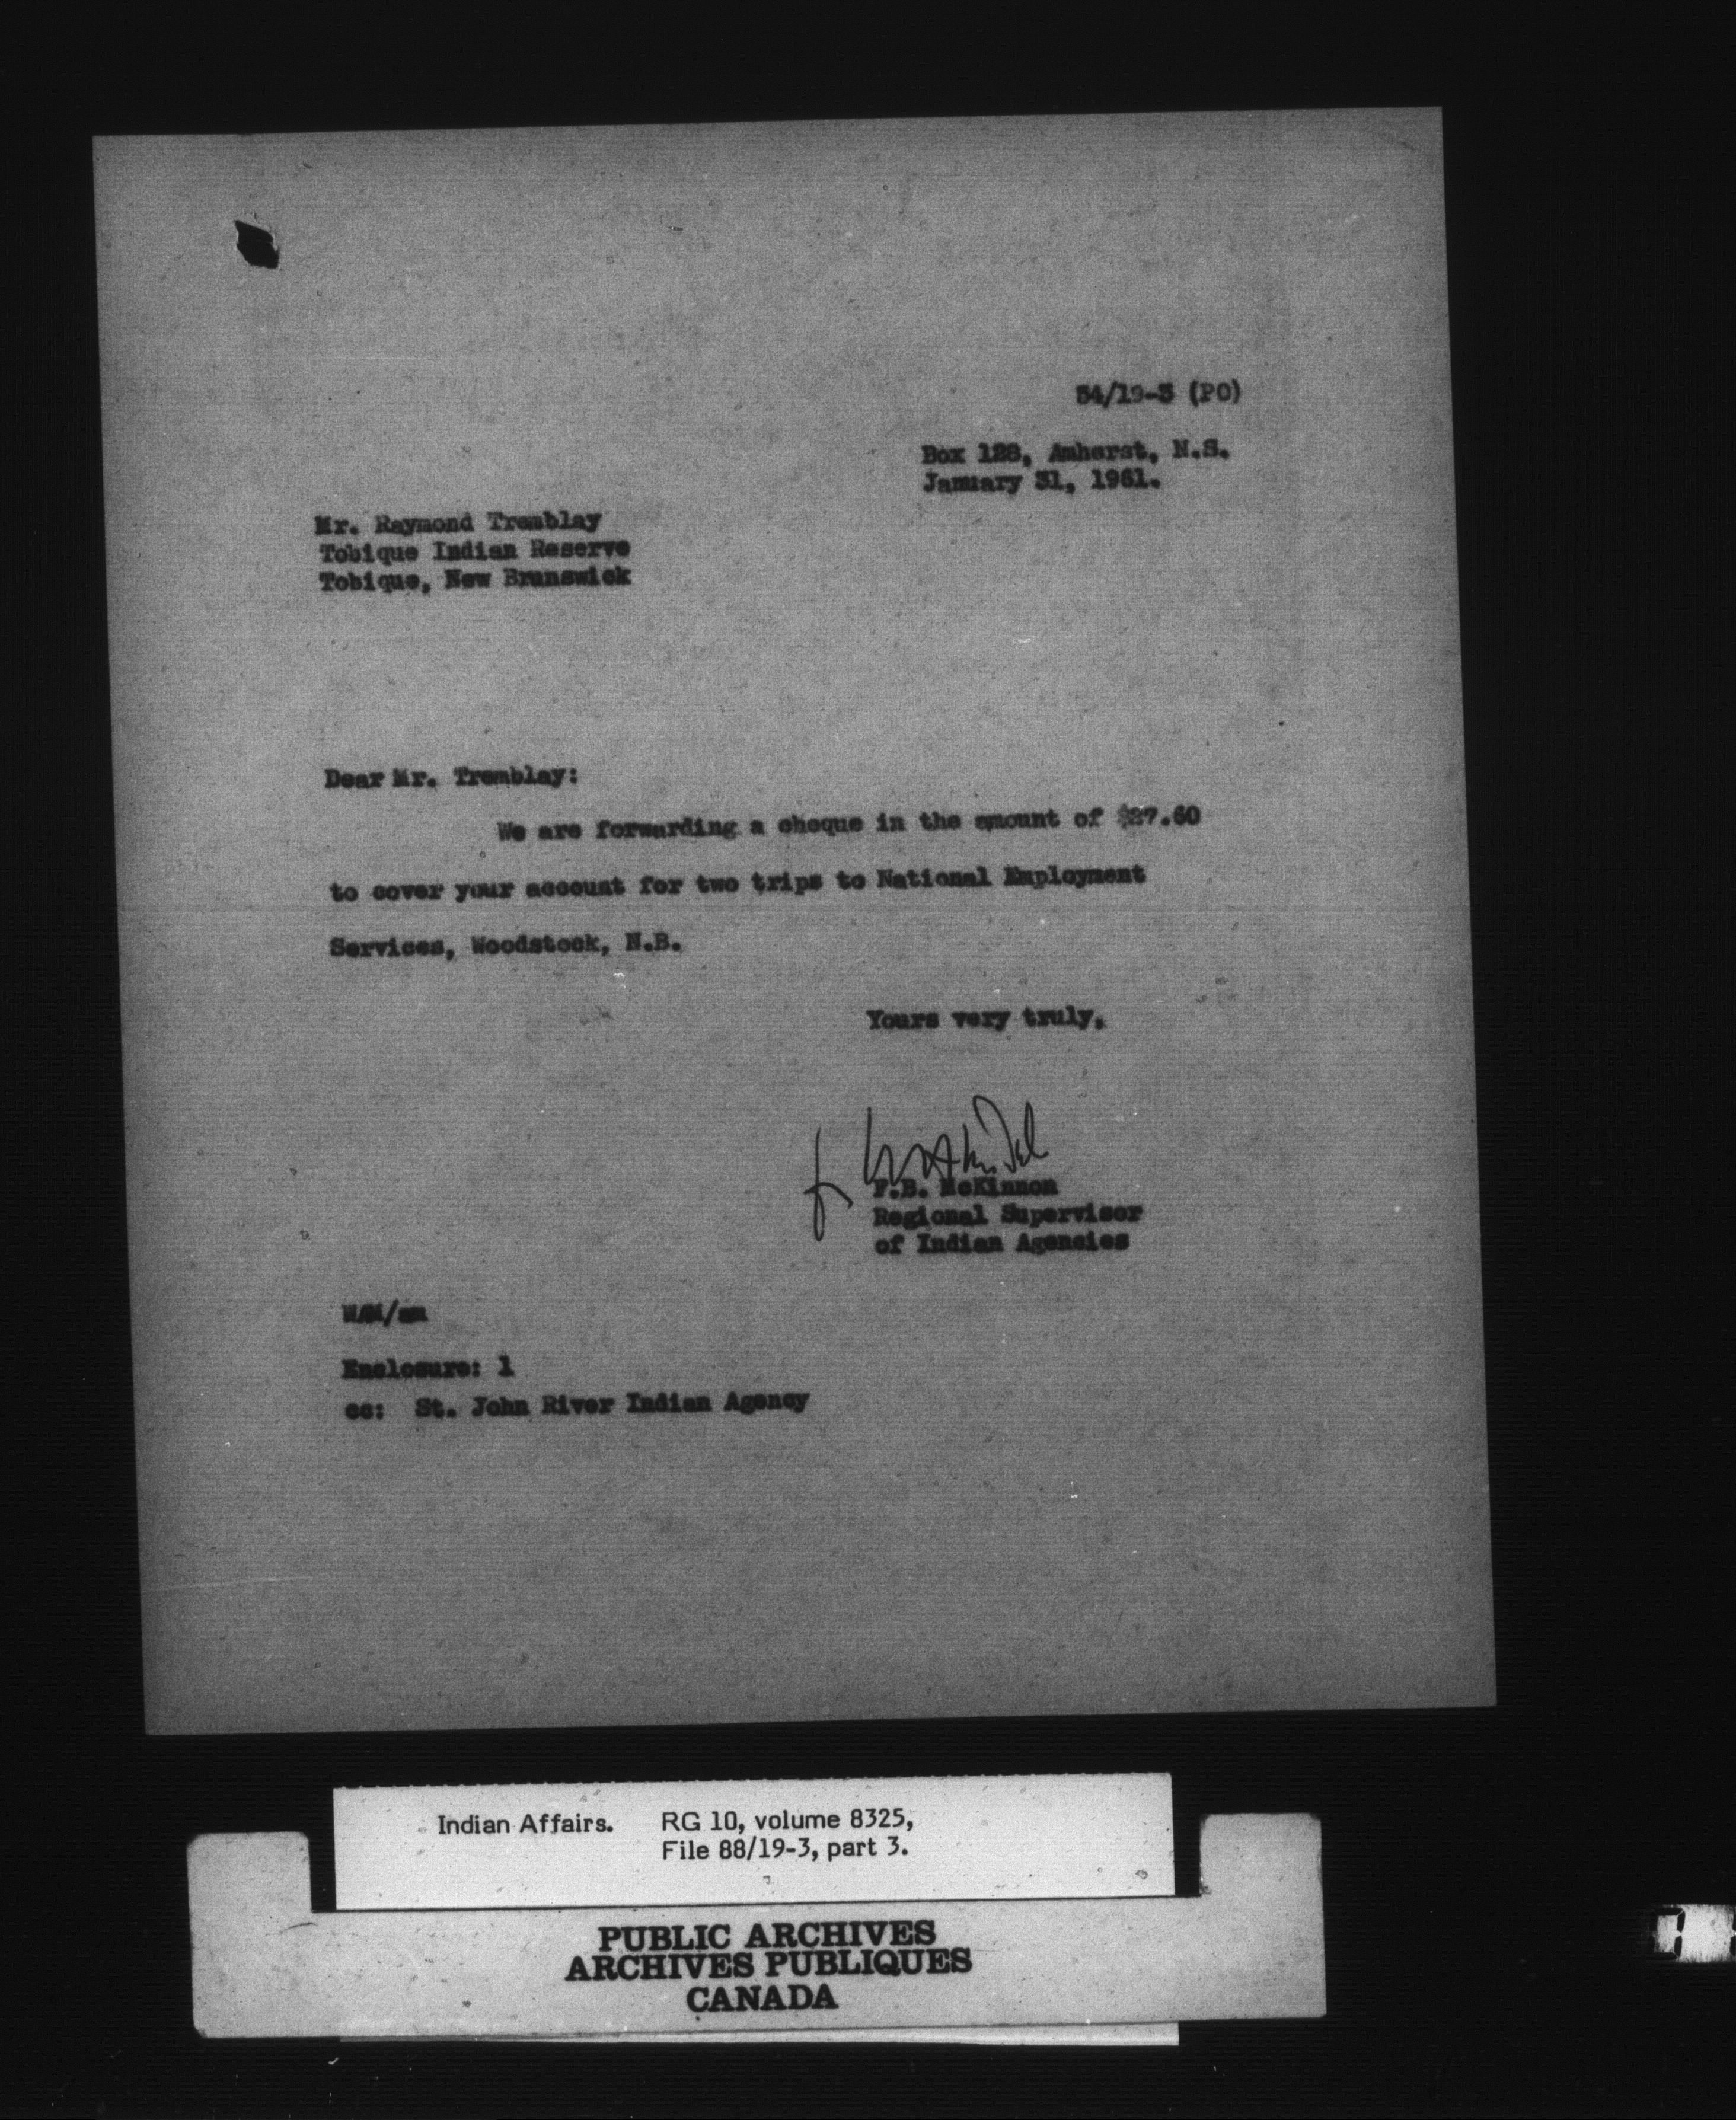 54/19-3 (PO)
Box 128, Amherst, N.S.
January 31, 1961.
Mr. Raymond Tremblay
Tobique Indian Reserve
Tobique, New Brunswick
Dear Mr. Tremblay:
We are forwarding a cheque in the amount of $27.60
to cover your account for two trips to National Employment
Services, Woodstock, N.B.
Yours very truly,
F.B. McKinnon
Regional Supervisor
of Indian Agencies
Enclosure: 1
cc: St. John River Indian Agency
Indian Affairs. RG 10, volume 8325,
File 88/19-3, part 3.
PUBLIC ARCHIVES
ARCHIVES PUBLIQUES
CANADA